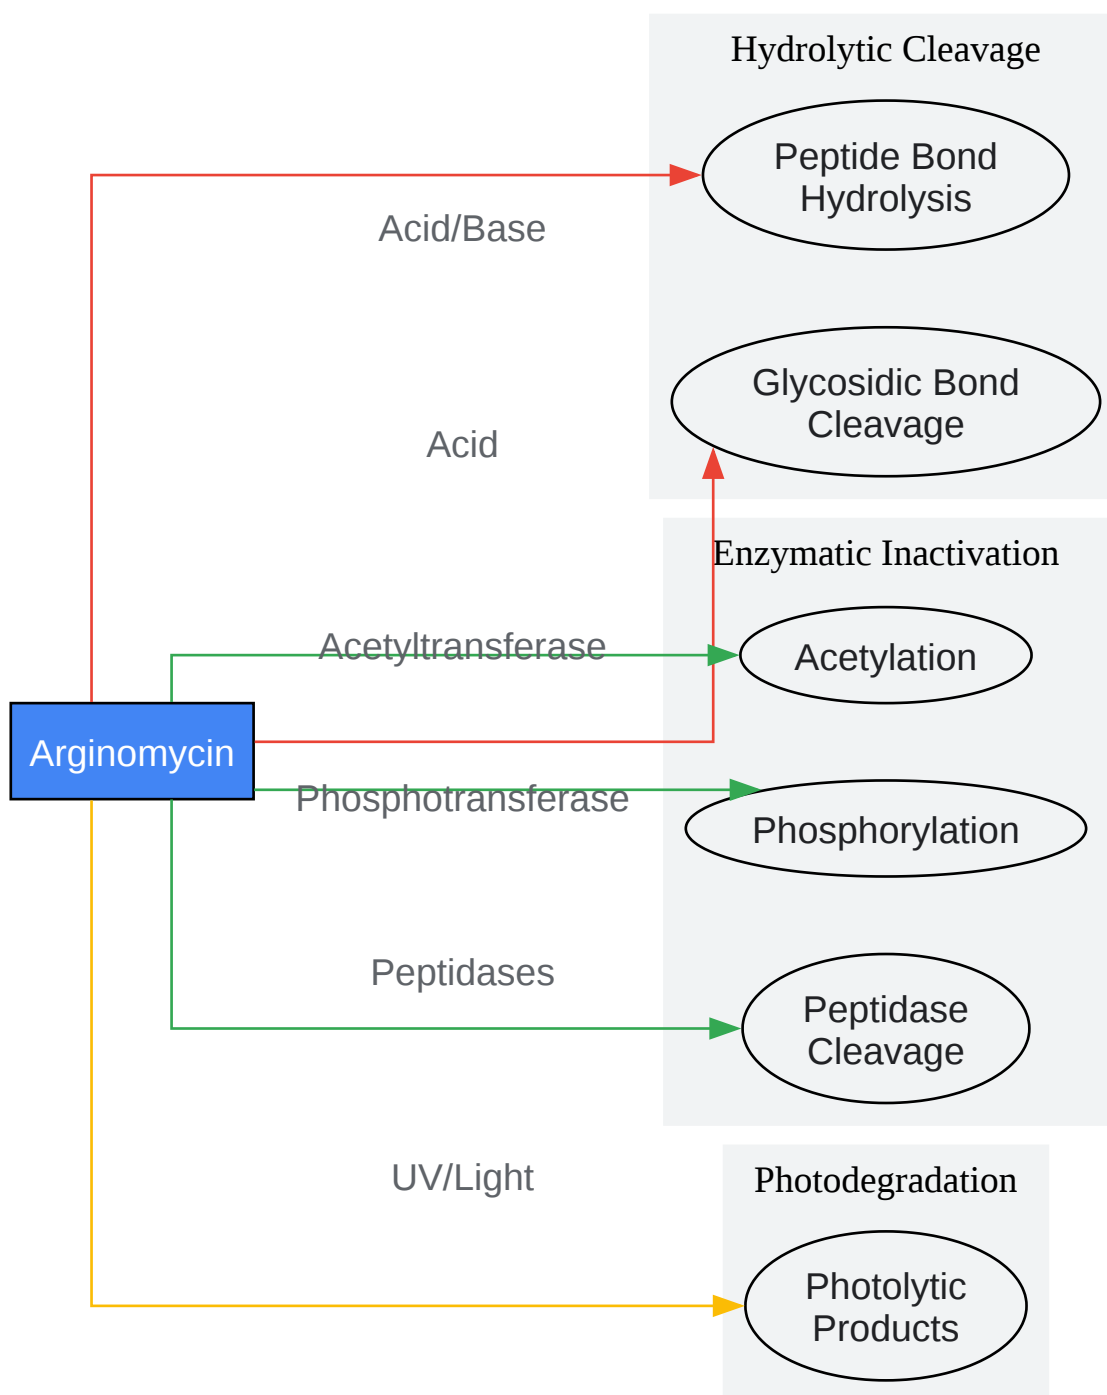 Hydrolytic Cleavage
Peptide Bond
Hydrolysis
Acid/Base
Glycosidic Bond
Cleavage
Acid
Enzymatic Inactivation
Acetyltransferase
Acetylation
Arginomycin
Phosphotransferase
Phosphorylation
Peptidases
Peptidase
Cleavage
UV/Light
Photodegradation
Photolytic
Products